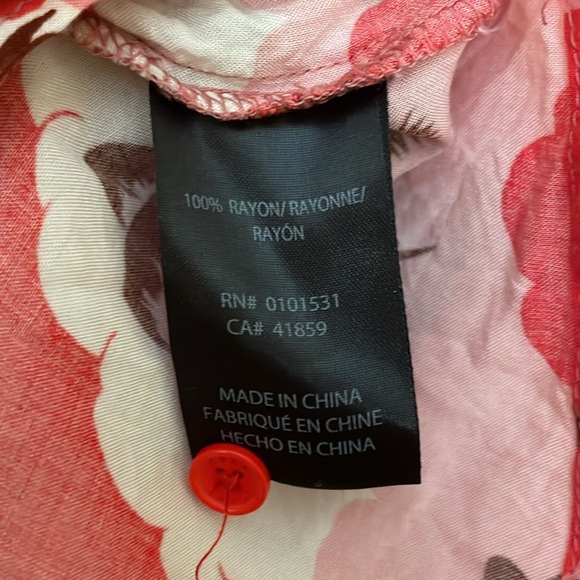 100% RAYON/ RAYONNE/
RAYÓN
RN# 0101531
CA# 41859
MADE IN CHINA
FABRIQUÉ EN CHINE
HECHO EN CHINA